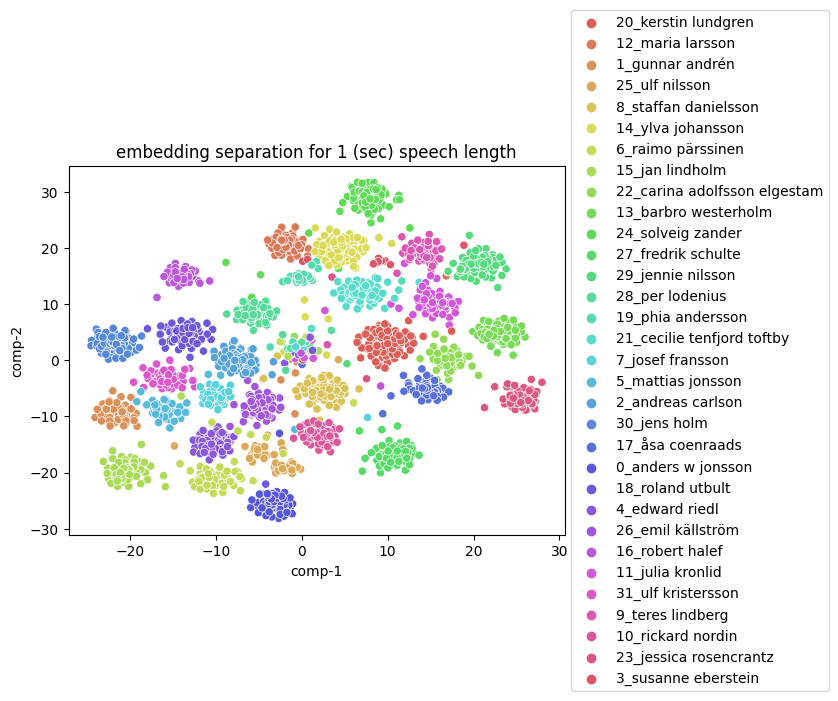 embedding separation for 1 (sec) speech length
comp-2
30
20
10
0
−10
−20
−30
−20
−10
0
10
20
30
comp-1
20_kerstin lundgren
12_maria larsson
1_gunnar andrén
25_ulf nilsson
8_staffan danielsson
14_ylva johansson
6_raimo pärssinen
15_jan lindholm
22_carina adolfsson elgestam
13_barbro westerholm
24_solveig zander
27_fredrik schulte
29_jennie nilsson
28_per lodenius
19_phia andersson
21_cecilie tenfjord toftby
7_josef fransson
5_mattias jonsson
2_andreas carlson
30_jens holm
17_åsa coenraads
0_anders w jonsson
18_roland utbult
4_edward riedl
26_emil källström
16_robert halef
11_julia kronlid
31_ulf kristersson
9_teres lindberg
10_rickard nordin
23_jessica rosencrantz
3_susanne eberstein